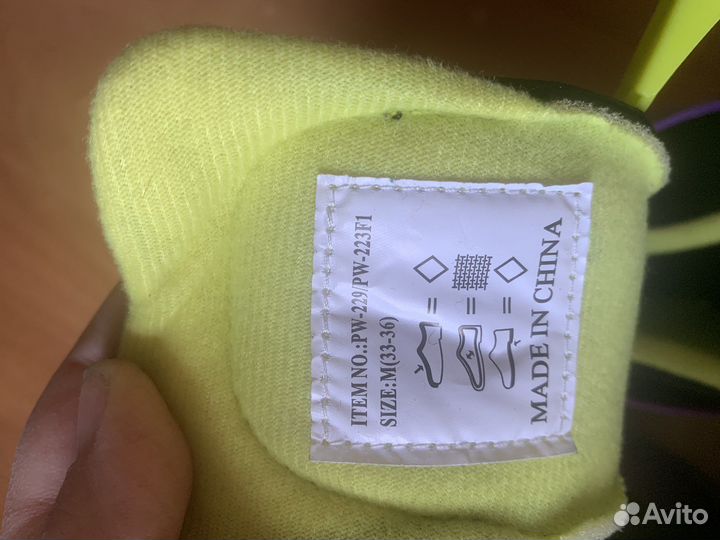 ITEM NO.:PW-229/PW-223F1
SIZE:M(33-36)
= = =
MADE IN CHINA
Avito